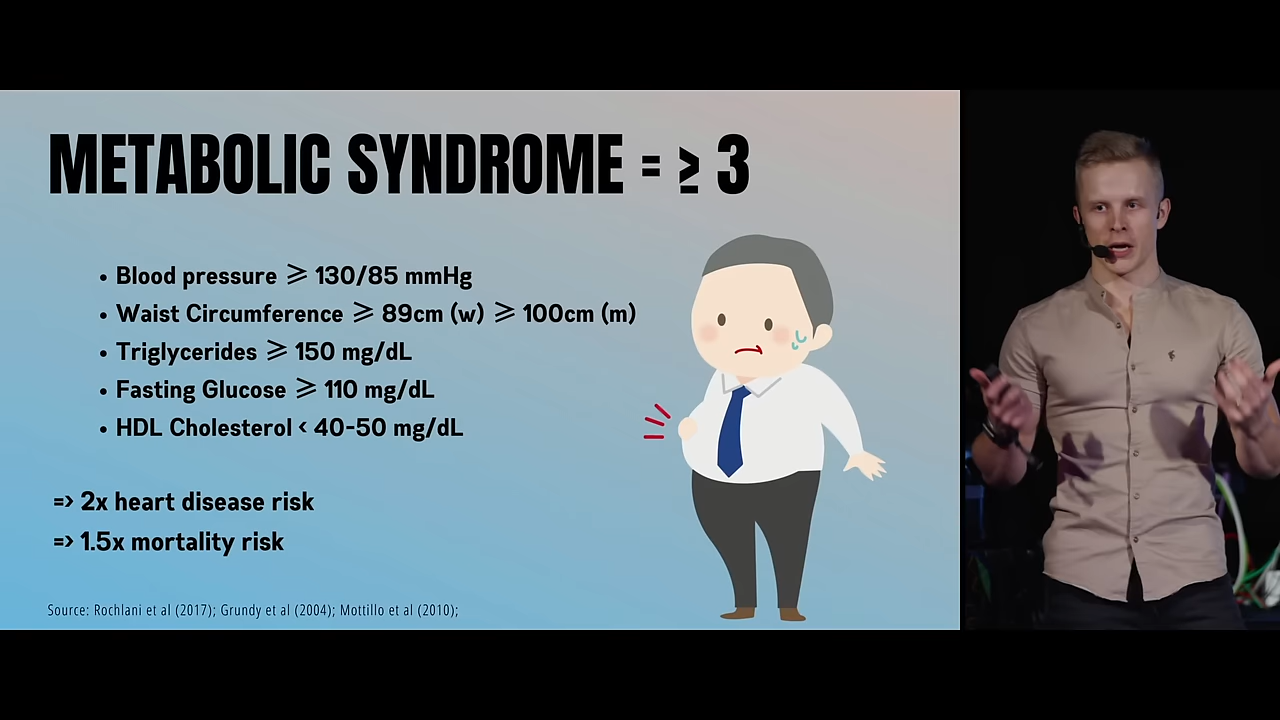 METABOLIC SYNDROME = ≥ 3
• Blood pressure ⩾ 130/85 mmHg
• Waist Circumference ⩾ 89cm (w) ⩾ 100cm (m)
• Triglycerides ⩾ 150 mg/dL
• Fasting Glucose ⩾ 110 mg/dL
• HDL Cholesterol < 40-50 mg/dL
=> 2x heart disease risk
=> 1.5x mortality risk
Source: Rochlani et al (2017); Grundy et al (2004); Mottillo et al (2010);